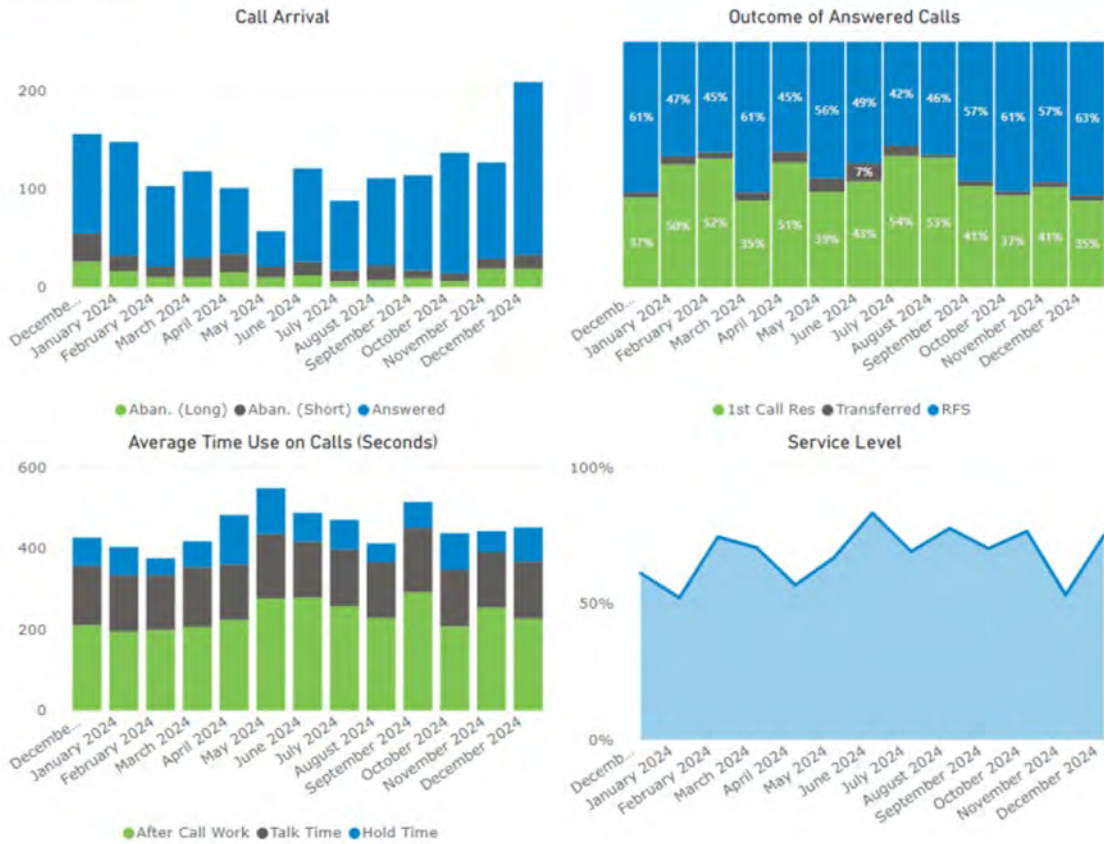 Call Arrival
200
100
0
Decembe...
January 2024
February 2024
March 2024
April 2024
May 2024
June 2024
July 2024
August 2024
September 2024
October 2024
November 2024
December 2024
Aban. (Long) Aban. (Short) Answered
Outcome of Answered Calls
61% 47% 45% 61% 45% 56% 49% 42% 46% 57% 61% 57% 63%
7%
37% 50% 52% 35% 51% 39% 43% 54% 53% 41% 37% 41% 35%
Decemb...
January 2024
February 2024
March 2024
April 2024
May 2024
June 2024
July 2024
August 2024
September 2024
October 2024
November 2024
December 2024
1st Call Res Transferred RFS
Average Time Use on Calls (Seconds)
600
400
200
0
Decembe...
January 2024
February 2024
March 2024
April 2024
May 2024
June 2024
July 2024
August 2024
September 2024
October 2024
November 2024
December 2024
After Call Work Talk Time Hold Time
Service Level
100%
50%
0%
Decemb...
January 2024
February 2024
March 2024
April 2024
May 2024
June 2024
July 2024
August 2024
September 2024
October 2024
November 2024
December 2024